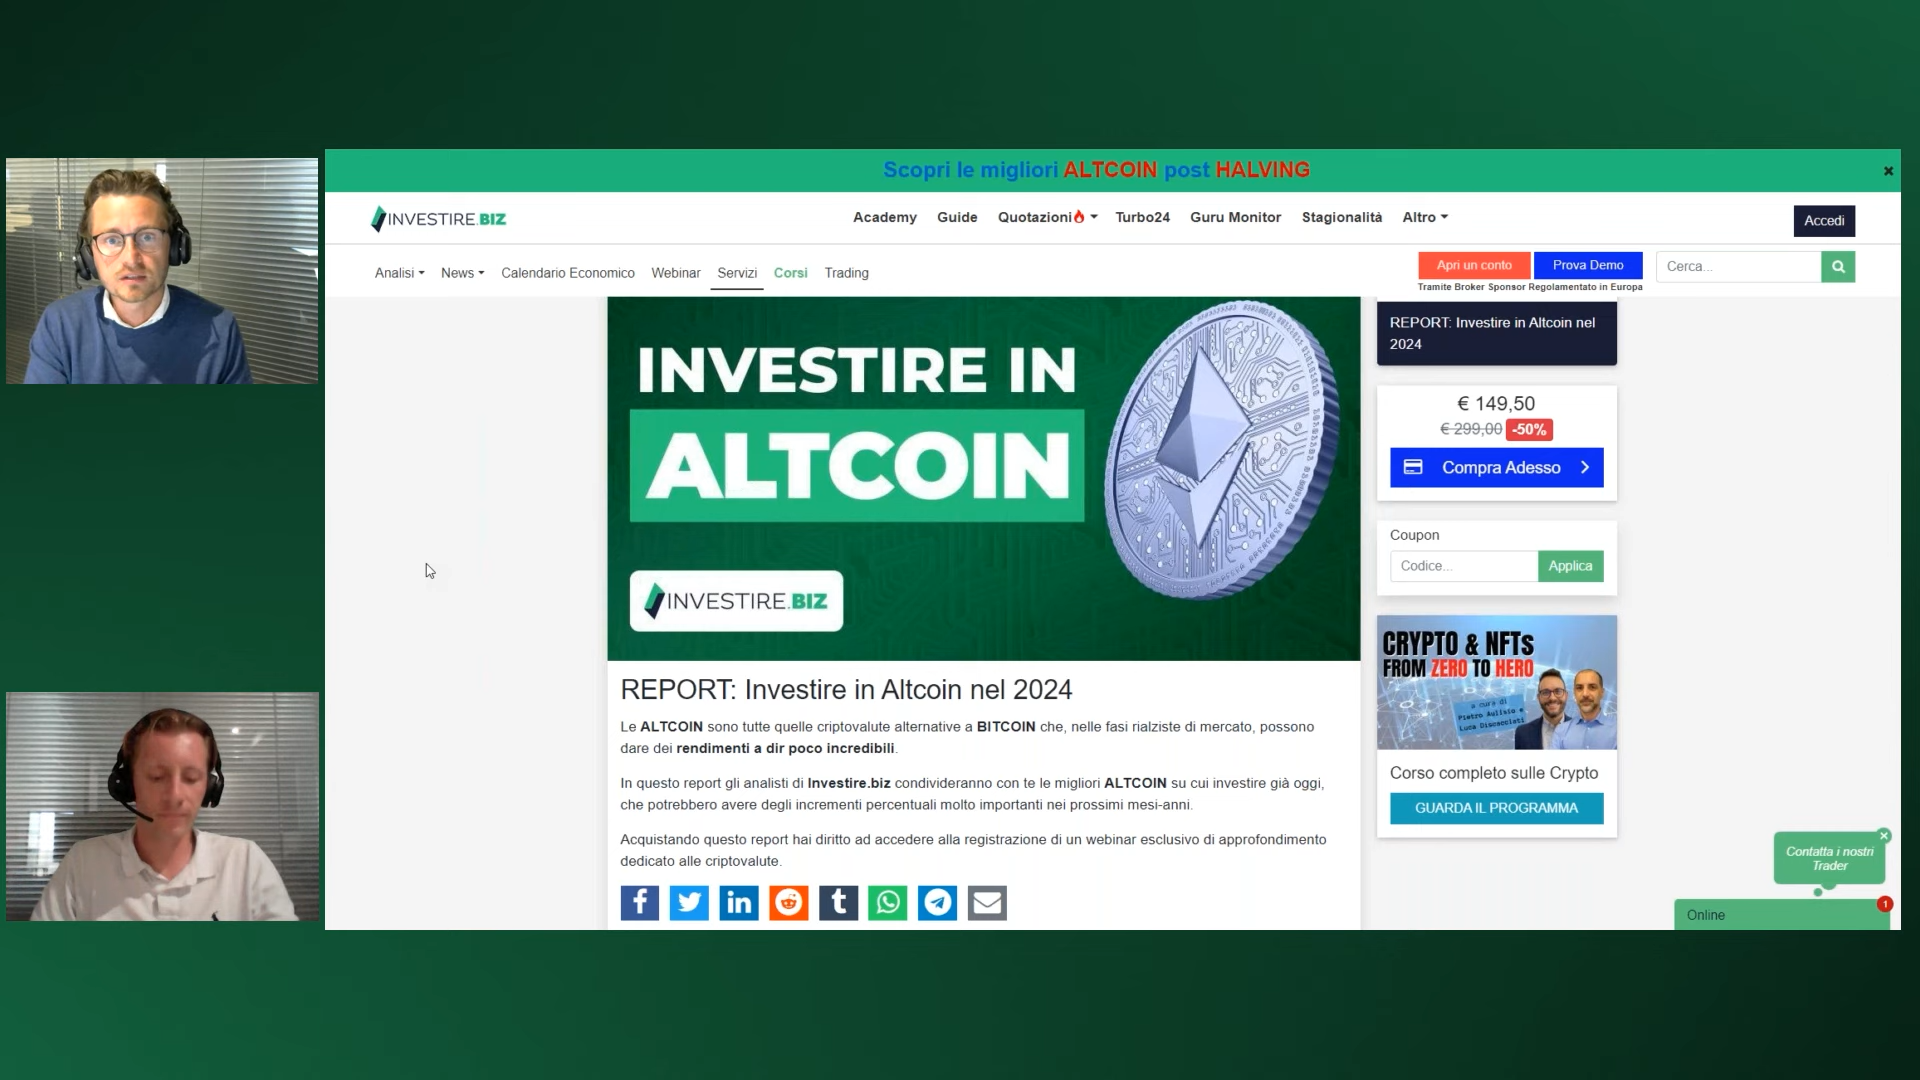 Scopri le migliori ALTCOIN post HALVING
INVESTIRE.BIZ
Academy Guide Quotazioni Turbo24 Guru Monitor Stagionalità Altro
Accedi
Analisi News Calendario Economico Webinar Servizi Corsi Trading
Apri un conto Prova Demo
Cerca...
Tramite Broker Sponsor Regolamentato in Europa
INVESTIRE IN
ALTCOIN
INVESTIRE.BIZ
REPORT: Investire in Altcoin nel 2024
Le ALTCOIN sono tutte quelle criptovalute alternative a BITCOIN che, nelle fasi rialziste di mercato, possono
dare dei rendimenti a dir poco incredibili.
In questo report gli analisti di Investire.biz condivideranno con te le migliori ALTCOIN su cui investire già oggi,
che potrebbero avere degli incrementi percentuali molto importanti nei prossimi mesi-anni.
Acquistando questo report hai diritto ad accedere alla registrazione di un webinar esclusivo di approfondimento
dedicato alle criptovalute.
REPORT: Investire in Altcoin nel
2024
€ 149,50
€ 299,00 -50%
Compra Adesso
Coupon
Codice...
Applica
CRYPTO & NFTs
FROM ZERO TO HERO
a cura di
Pietro Aulisto e
Luca Discacciati
Corso completo sulle Crypto
GUARDA IL PROGRAMMA
Contatta i nostri
Trader
Online
1